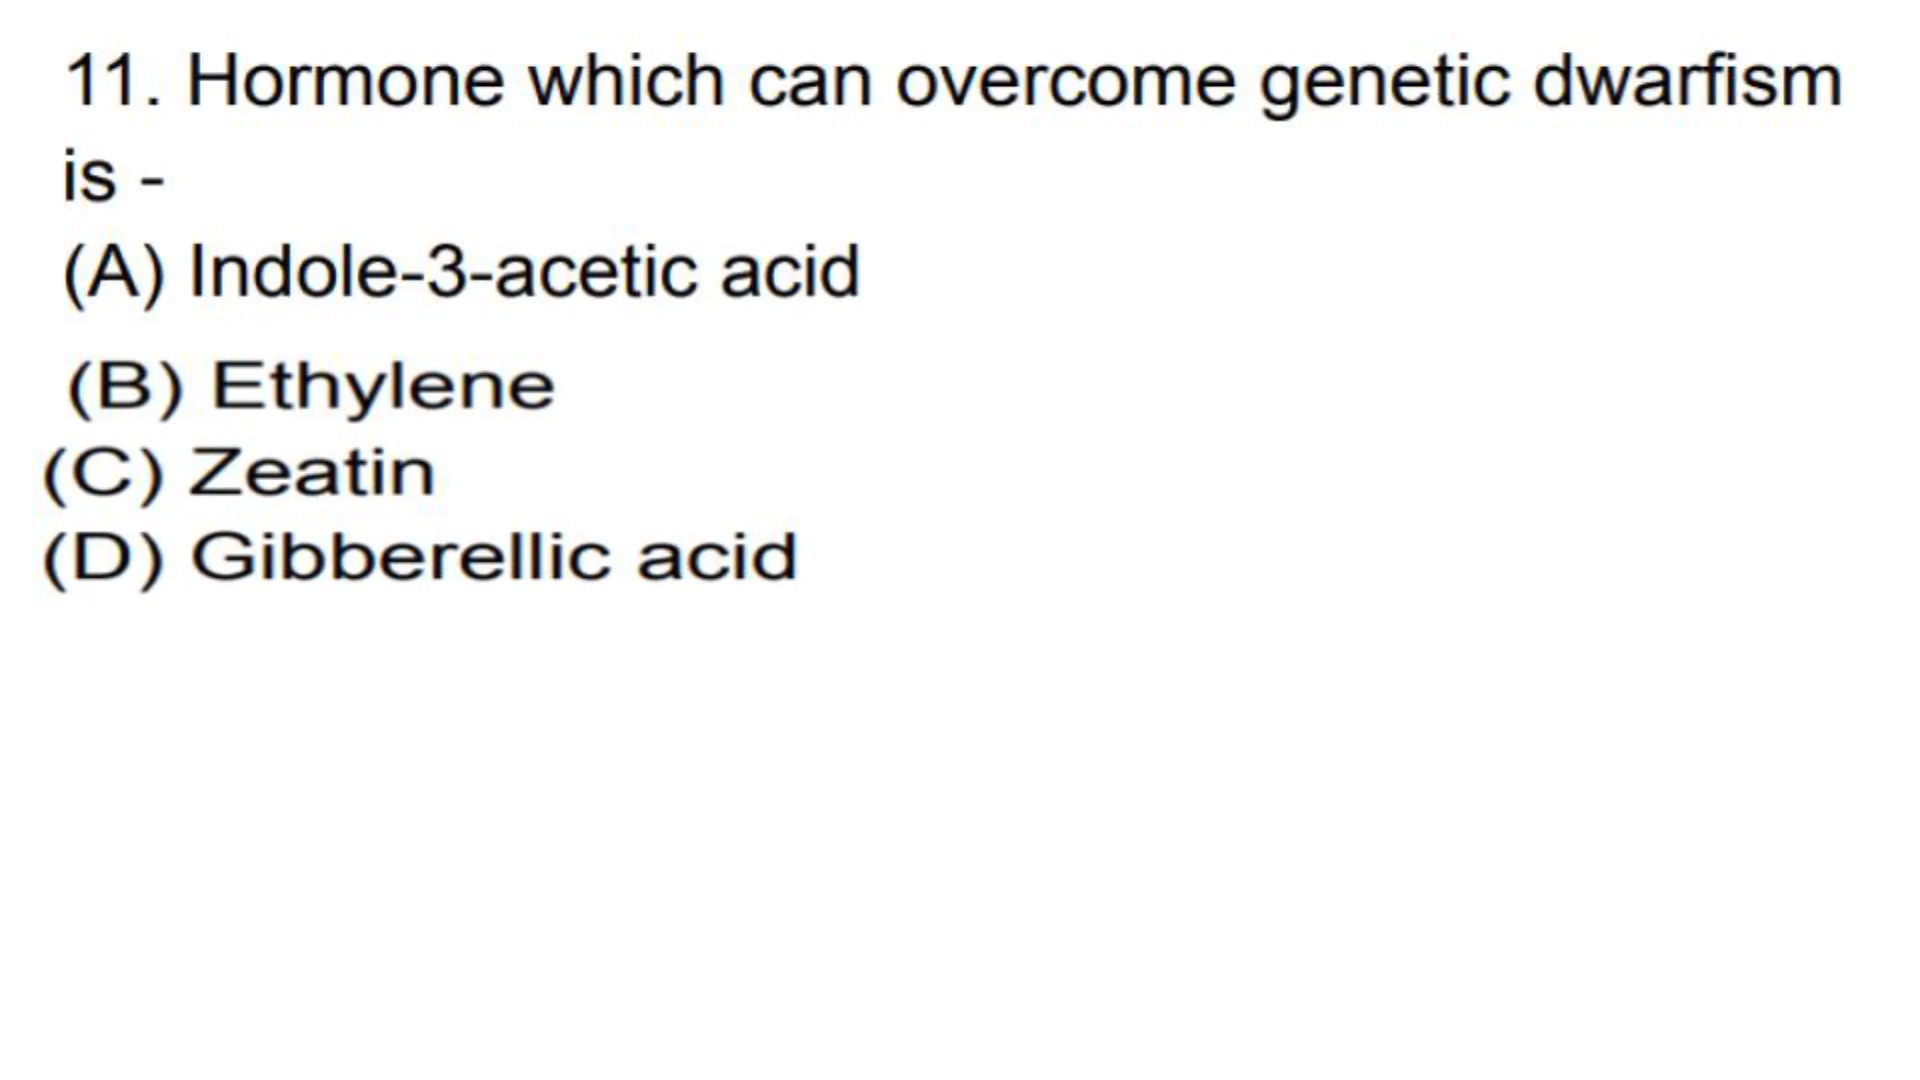 11. Hormone which can overcome genetic dwarfism
is -
(A) Indole-3-acetic acid
(B) Ethylene
(C) Zeatin
(D) Gibberellic acid